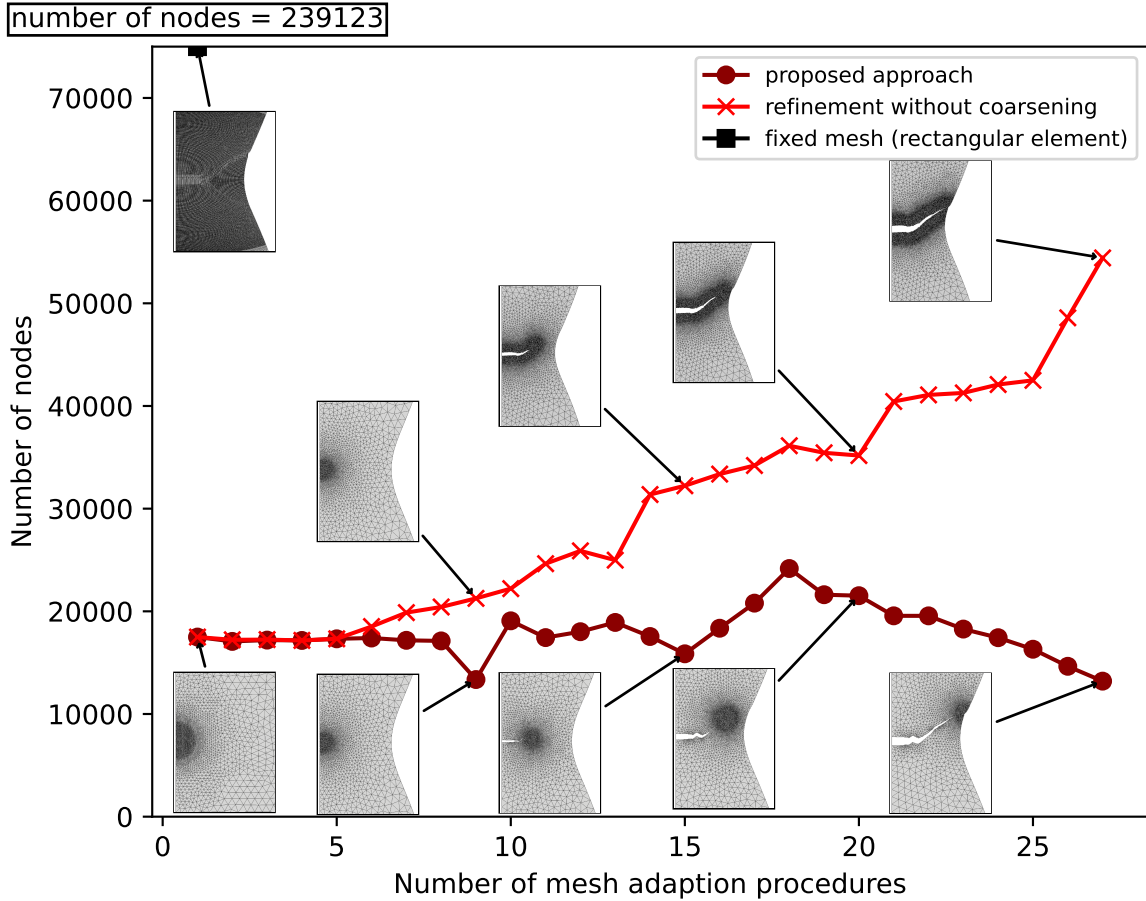 number of nodes = 239123
proposed approach
refinement without coarsening
fixed mesh (rectangular element)
70000
60000
50000
40000
30000
20000
10000
0
Number of nodes
0 5 10 15 20 25
Number of mesh adaption procedures